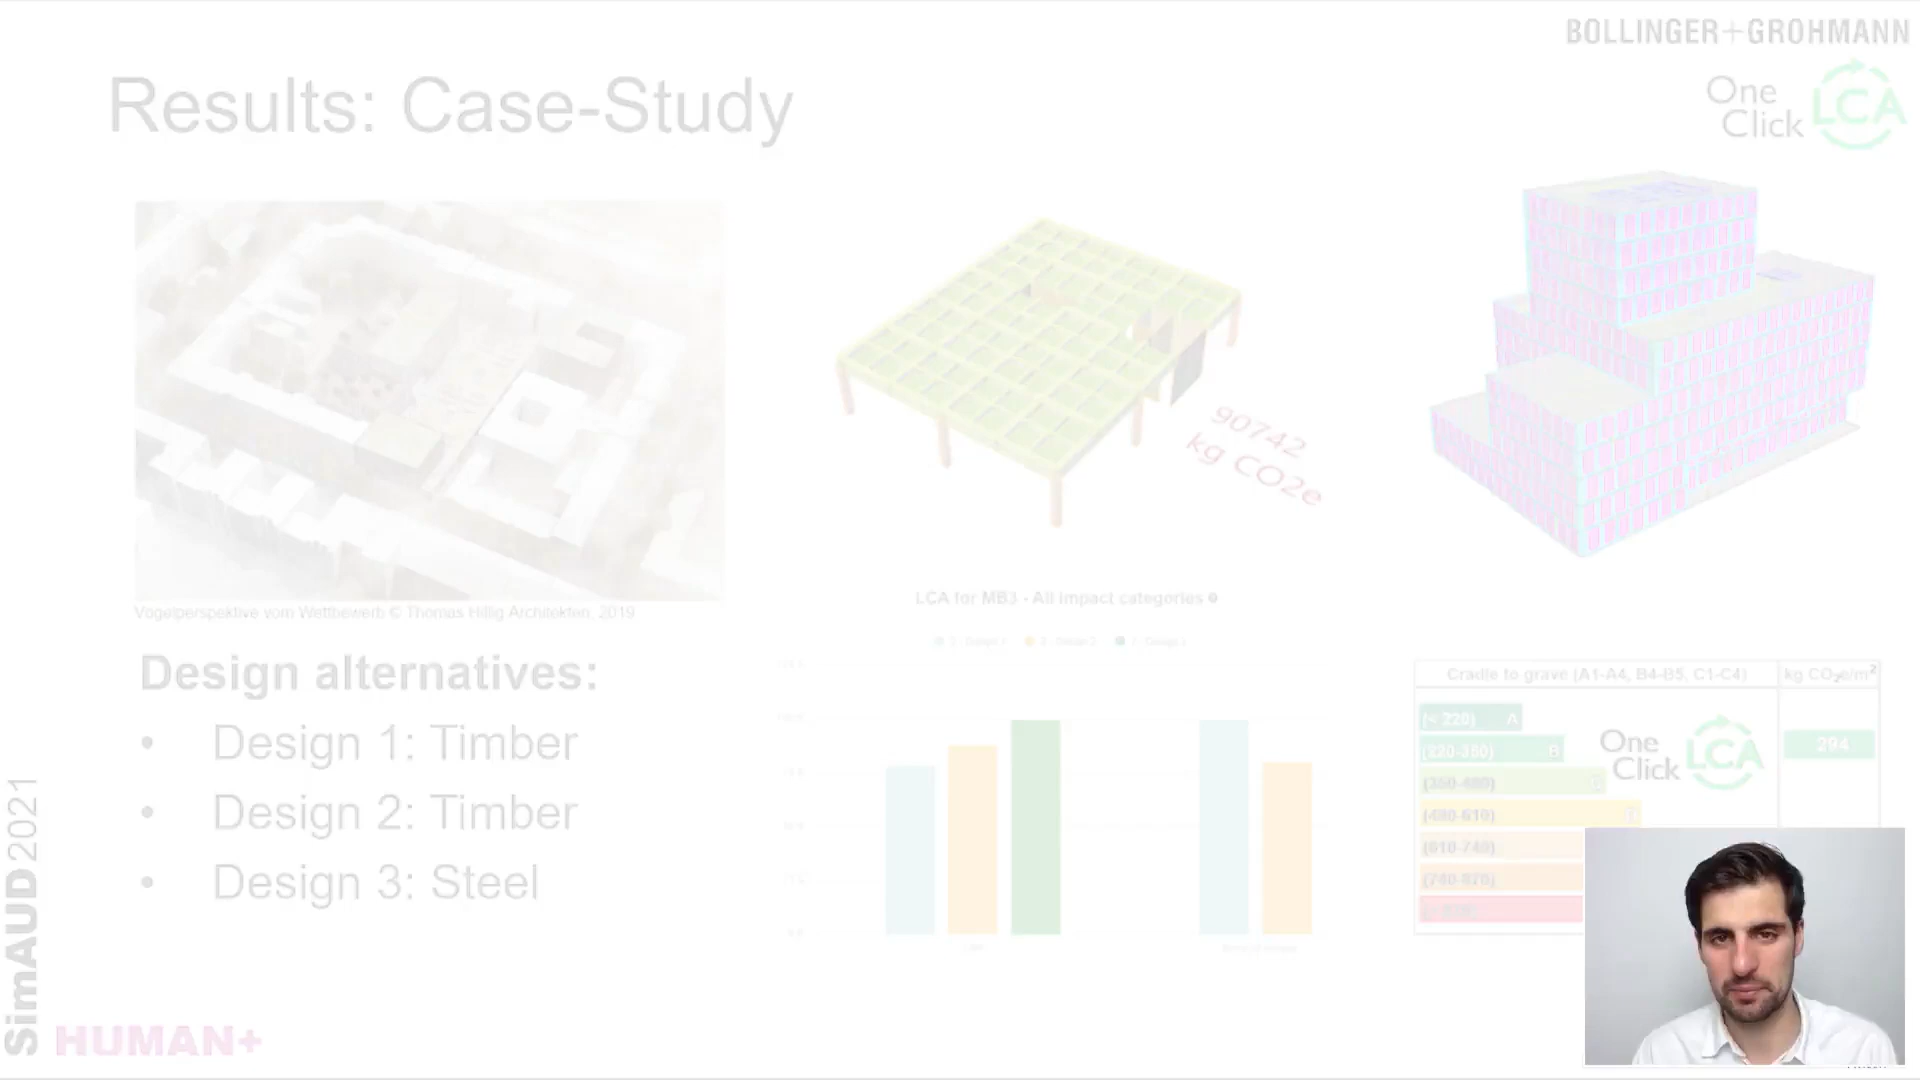 BOLLINGER+GROHMANN
Results: Case-Study
One
Click
LCA
90742
kg CO2e
Vogelperspektive vom Wettbewerb © Thomas Hillig Architekten, 2019
LCA for MB3 - All impact categories
Design alternatives:
• Design 1: Timber
• Design 2: Timber
• Design 3: Steel
Cradle to grave (A1-A4, B4-B5, C1-C4) kg CO₂e/m²
(< 220) A
(220-350) B
One
Click
LCA
294
(350-480)
(480-610)
(610-740)
(740-870)
SimAUD2021
HUMAN+